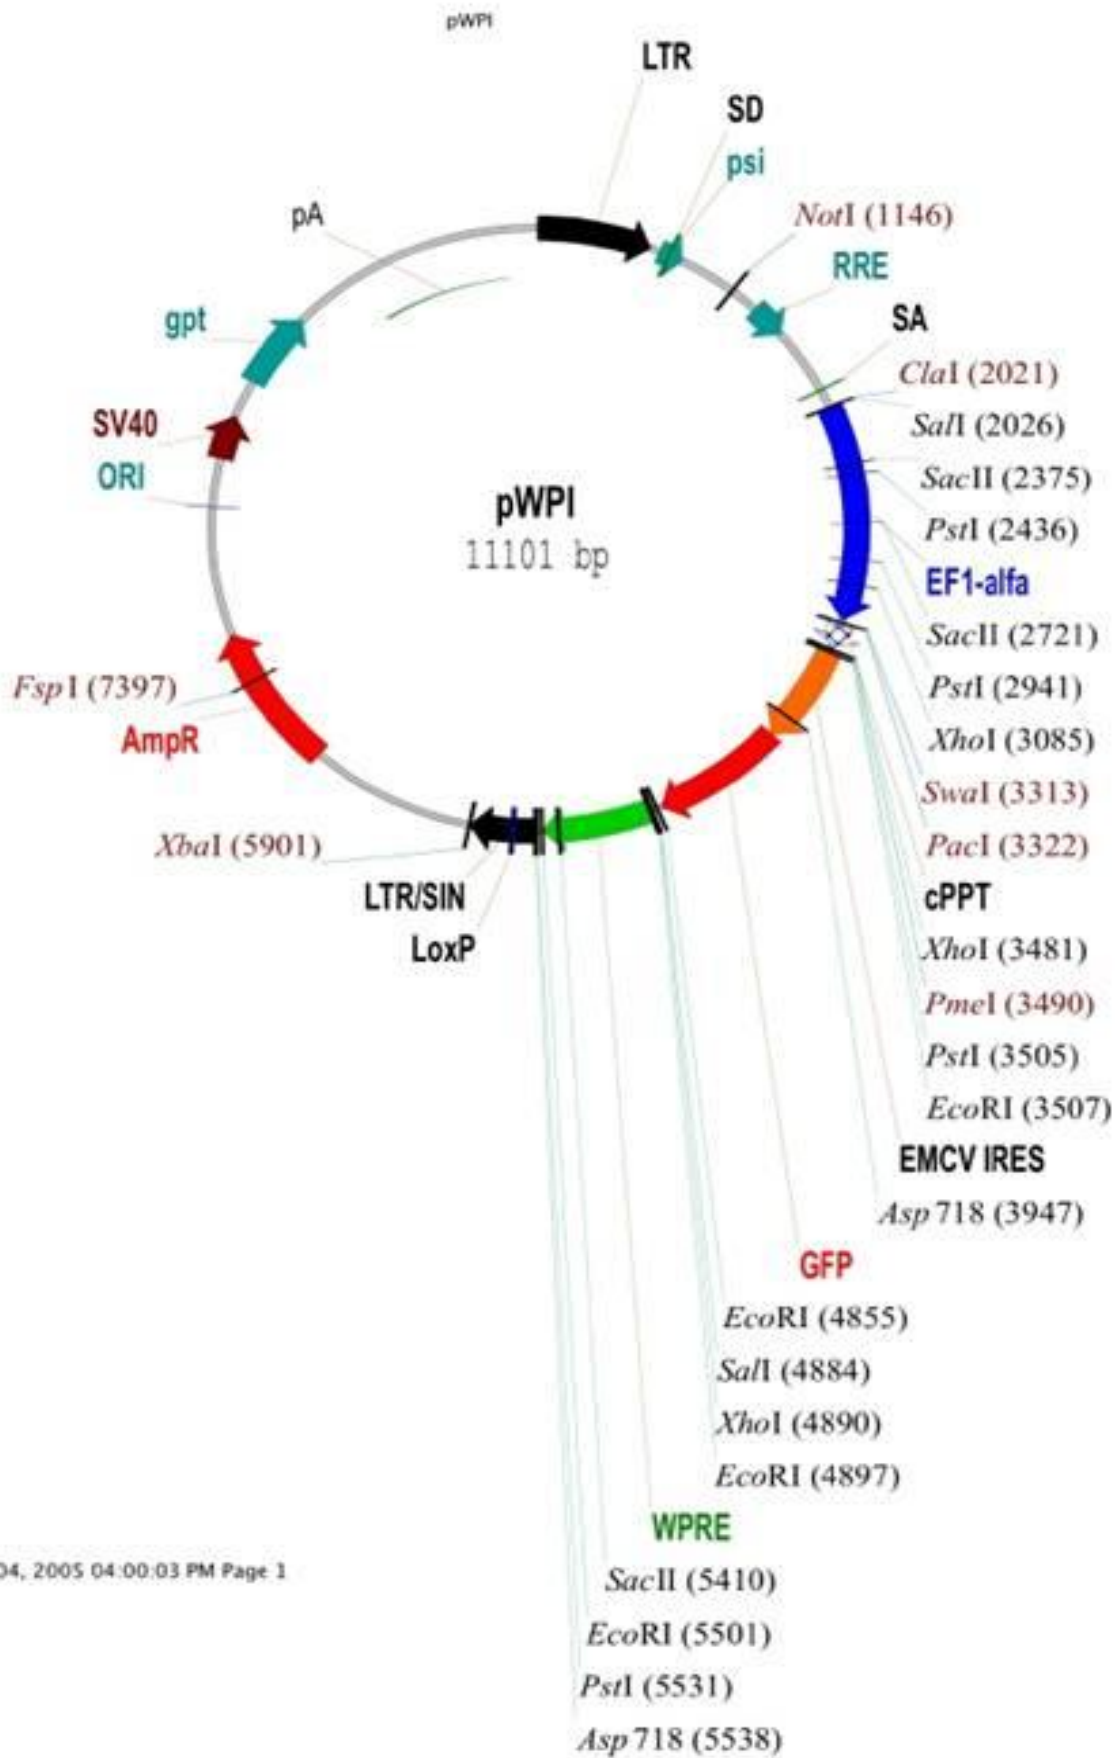 pWPI
LTR
SD
psi
NotI (1146)
pA
RRE
SA
gpt
ClaI (2021)
SalI (2026)
SV40
SacII (2375)
ORI
pWPI
PstI (2436)
11101 bp
EF1-alfa
SacII (2721)
FspI (7397)
PstI (2941)
AmpR
XhoI (3085)
SwaI (3313)
XbaI (5901)
PacI (3322)
LTR/SIN
cPPT
LoxP
XhoI (3481)
PmeI (3490)
PstI (3505)
EcoRI (3507)
EMCV IRES
Asp718 (3947)
GFP
EcoRI (4855)
SalI (4884)
XhoI (4890)
EcoRI (4897)
WPRE
04, 2005 04:00:03 PM Page 1
SacII (5410)
EcoRI (5501)
PstI (5531)
Asp718 (5538)